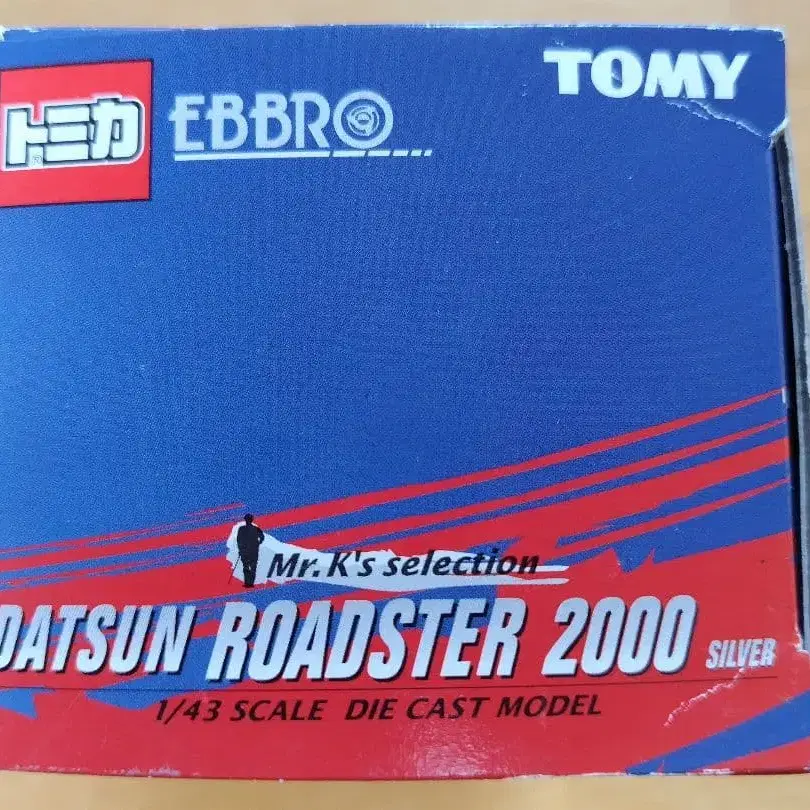 トミカ
®
EBBRO
TOMY
Mr. K's selection
DATSUN ROADSTER 2000 SILVER
1/43 SCALE DIE CAST MODEL